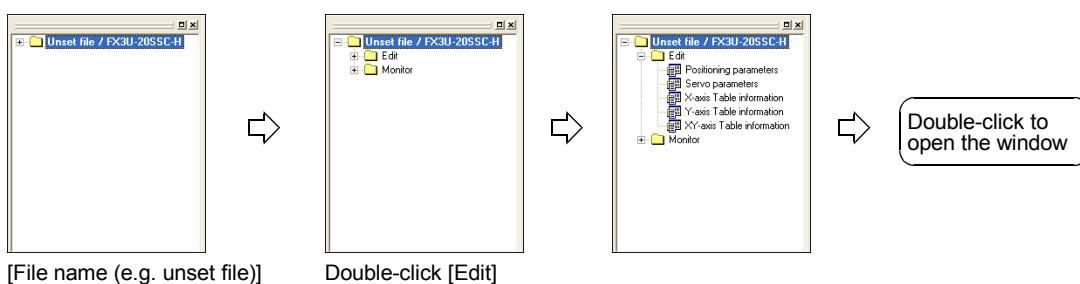 Unset file / FX3U-20SSC-H
Unset file / FX3U-20SSC-H
Edit
Monitor
Unset file / FX3U-20SSC-H
Edit
Positioning parameters
Servo parameters
X-axis Table information
Y-axis Table information
XY-axis Table information
Monitor
Double-click to
open the window
[File name (e.g. unset file)]
Double-click [Edit]